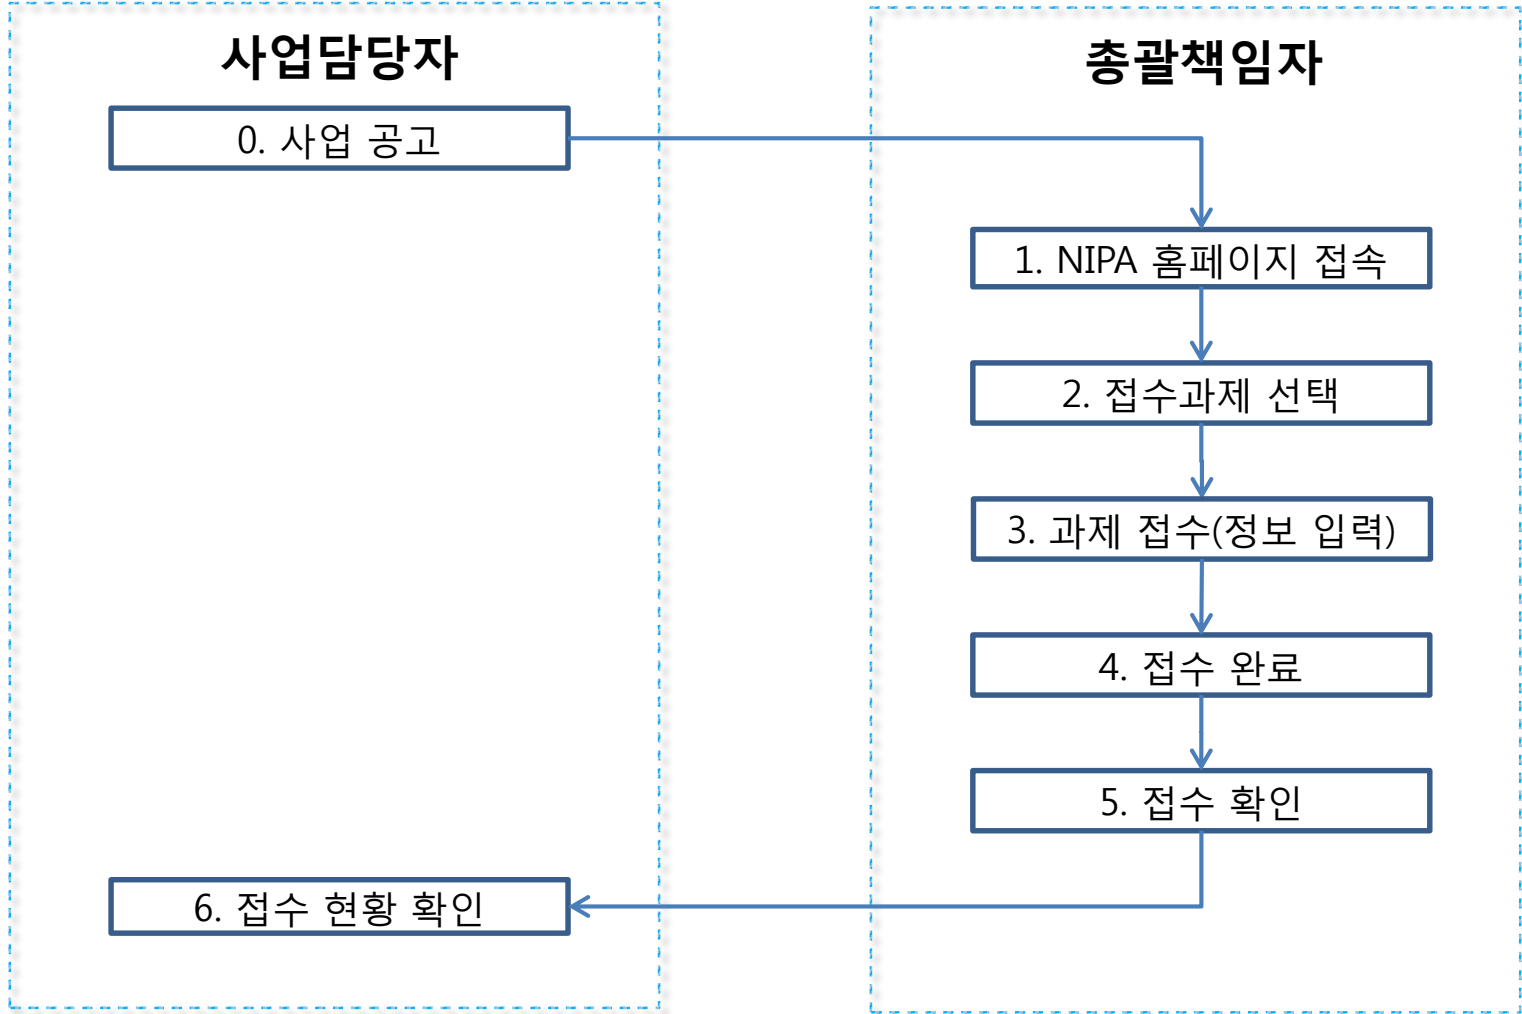 사업담당자
총괄책임자
0. 사업 공고
1. NIPA 홈페이지 접속
2. 접수과제 선택
3. 과제 접수(정보 입력)
4. 접수 완료
5. 접수 확인
6. 접수 현황 확인